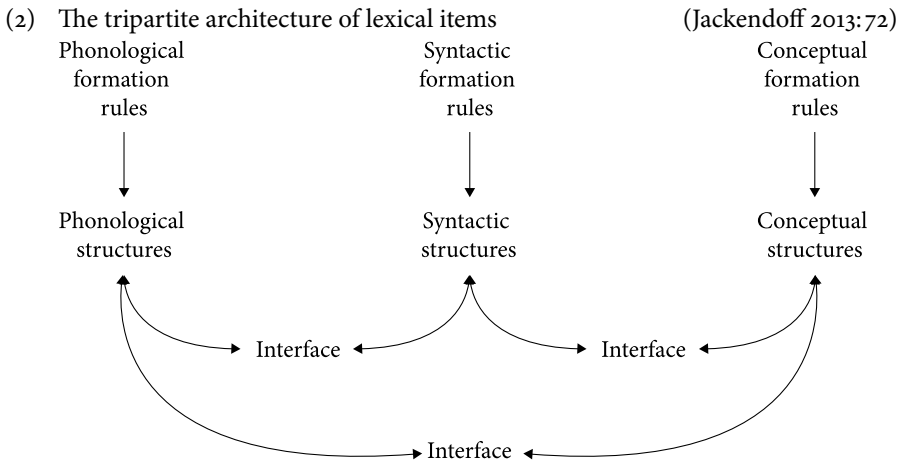 (2) The tripartite architecture of lexical items (Jackendoff 2013:72)
Phonological formation rules
Syntactic formation rules
Conceptual formation rules
Phonological structures
Syntactic structures
Conceptual structures
Interface
Interface
Interface